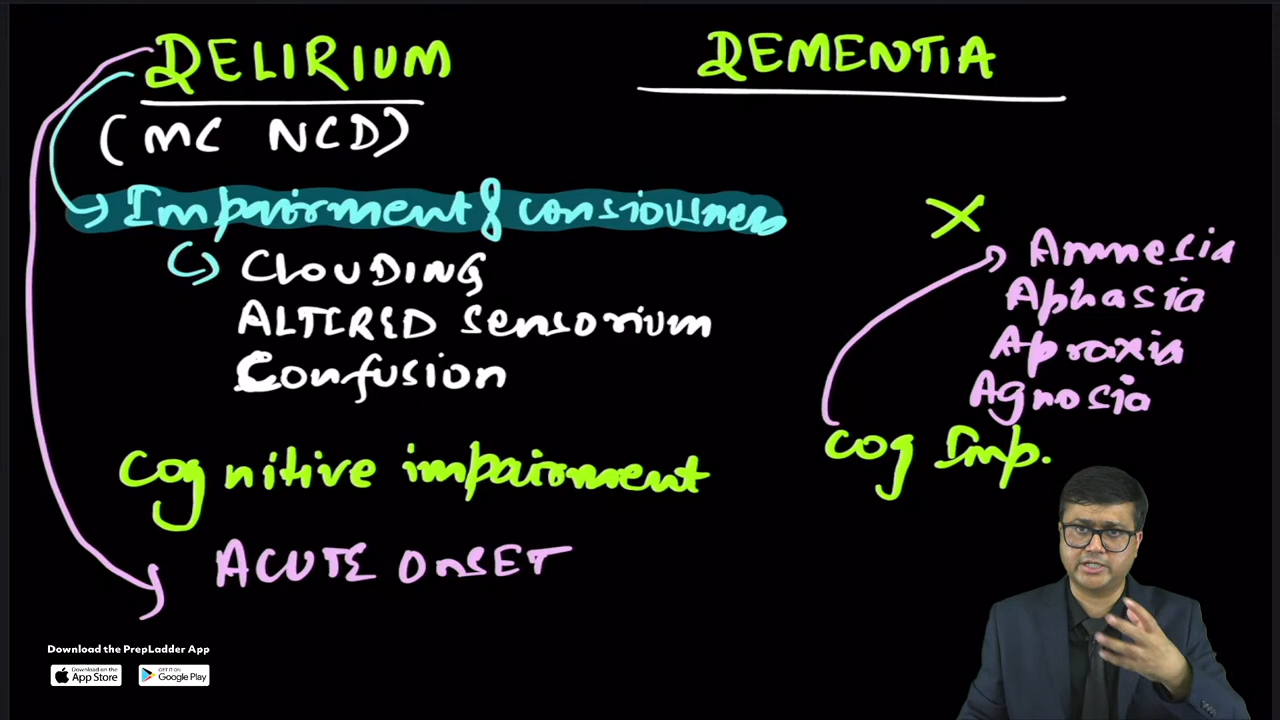 DELIRIUM
DEMENTIA
(MC NCD)
Impairment of consiousness
X
Amnesia
Aphasia
Apraxia
Agnosia
Clouding
ALTERED sensorium
Confusion
Cog Imp.
Cognitive impairment
ACUTE ONSET
Download the PrepLadder App
Download on the App Store
GET IT ON Google Play